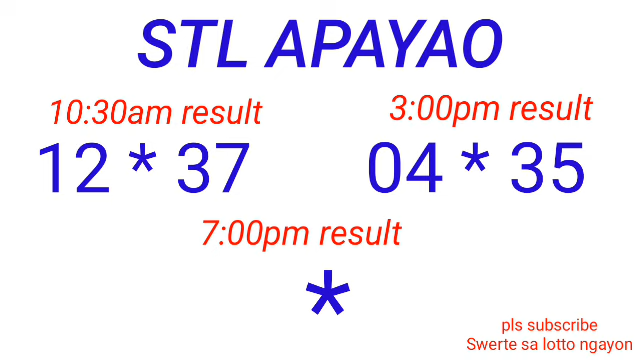 STL APAYAO
10:30am result
3:00pm result
12 * 37
04 * 35
7:00pm result
*
pls subscribe
Swerte sa lotto ngayon